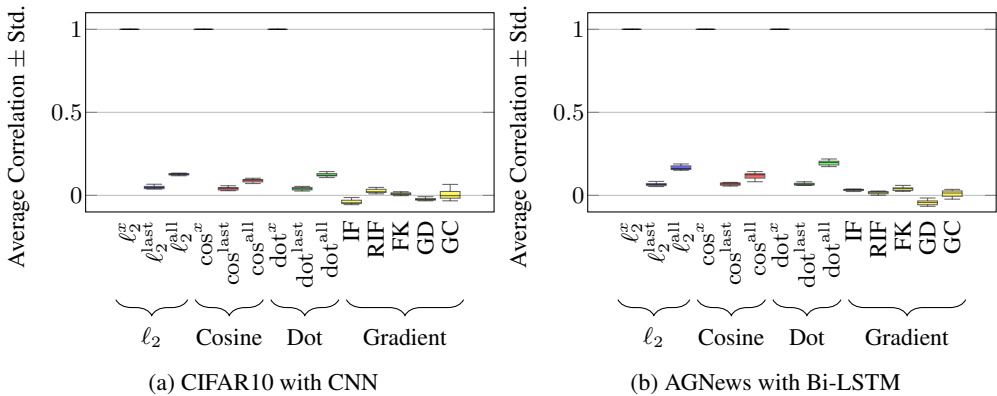 Average Correlation ± Std.
1
0.5
0
ℓ₂ˣ
ℓ₂ˡᵃˢᵗ
ℓ₂ᵃˡˡ
cosˣ
cosˡᵃˢᵗ
cosᵃˡˡ
dotˣ
dotˡᵃˢᵗ
dotᵃˡˡ
IF
RIF
FK
GD
GC
ℓ₂ Cosine Dot Gradient
(a) CIFAR10 with CNN
Average Correlation ± Std.
1
0.5
0
ℓ₂ˣ
ℓ₂ˡᵃˢᵗ
ℓ₂ᵃˡˡ
cosˣ
cosˡᵃˢᵗ
cosᵃˡˡ
dotˣ
dotˡᵃˢᵗ
dotᵃˡˡ
IF
RIF
FK
GD
GC
ℓ₂ Cosine Dot Gradient
(b) AGNews with Bi-LSTM